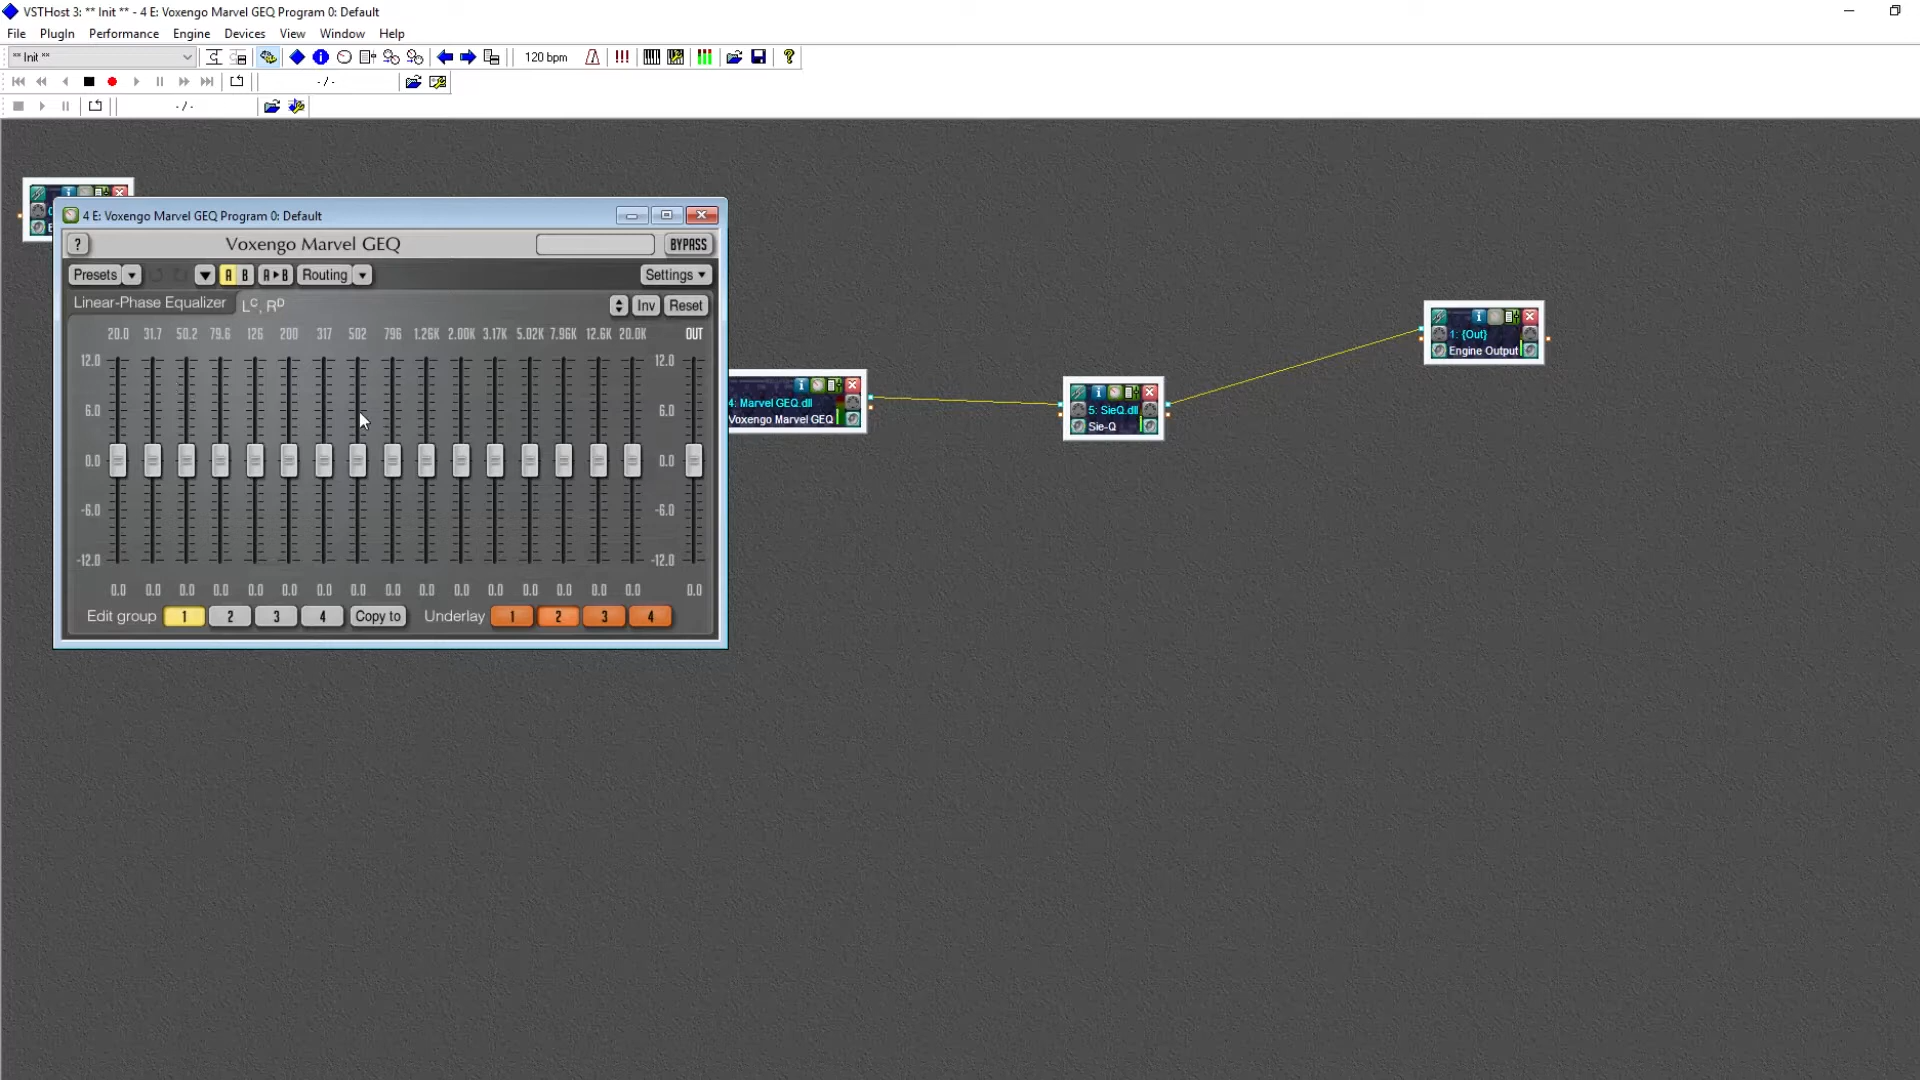 VSTHost 3: ** Init ** - 4 E: Voxengo Marvel GEQ Program 0: Default
File PlugIn Performance Engine Devices View Window Help
** Init ** 120 bpm
- / -
- / -
4 E: Voxengo Marvel GEQ Program 0: Default
? Voxengo Marvel GEQ BYPASS
Presets A B A B Routing Settings
Linear-Phase Equalizer L C, R D Inv Reset
20.0 31.7 50.2 79.6 126 200 317 502 796 1.26K 2.00K 3.17K 5.02K 7.96K 12.6K 20.0K OUT
12.0 12.0
6.0 6.0
0.0 0.0
-6.0 -6.0
-12.0 -12.0
0.0 0.0 0.0 0.0 0.0 0.0 0.0 0.0 0.0 0.0 0.0 0.0 0.0 0.0 0.0 0.0 0.0
Edit group 1 2 3 4 Copy to Underlay 1 2 3 4
4: Marvel GEQ.dll
Voxengo Marvel GEQ
5: SieQ.dll
Sie-Q
1: {Out}
Engine Output